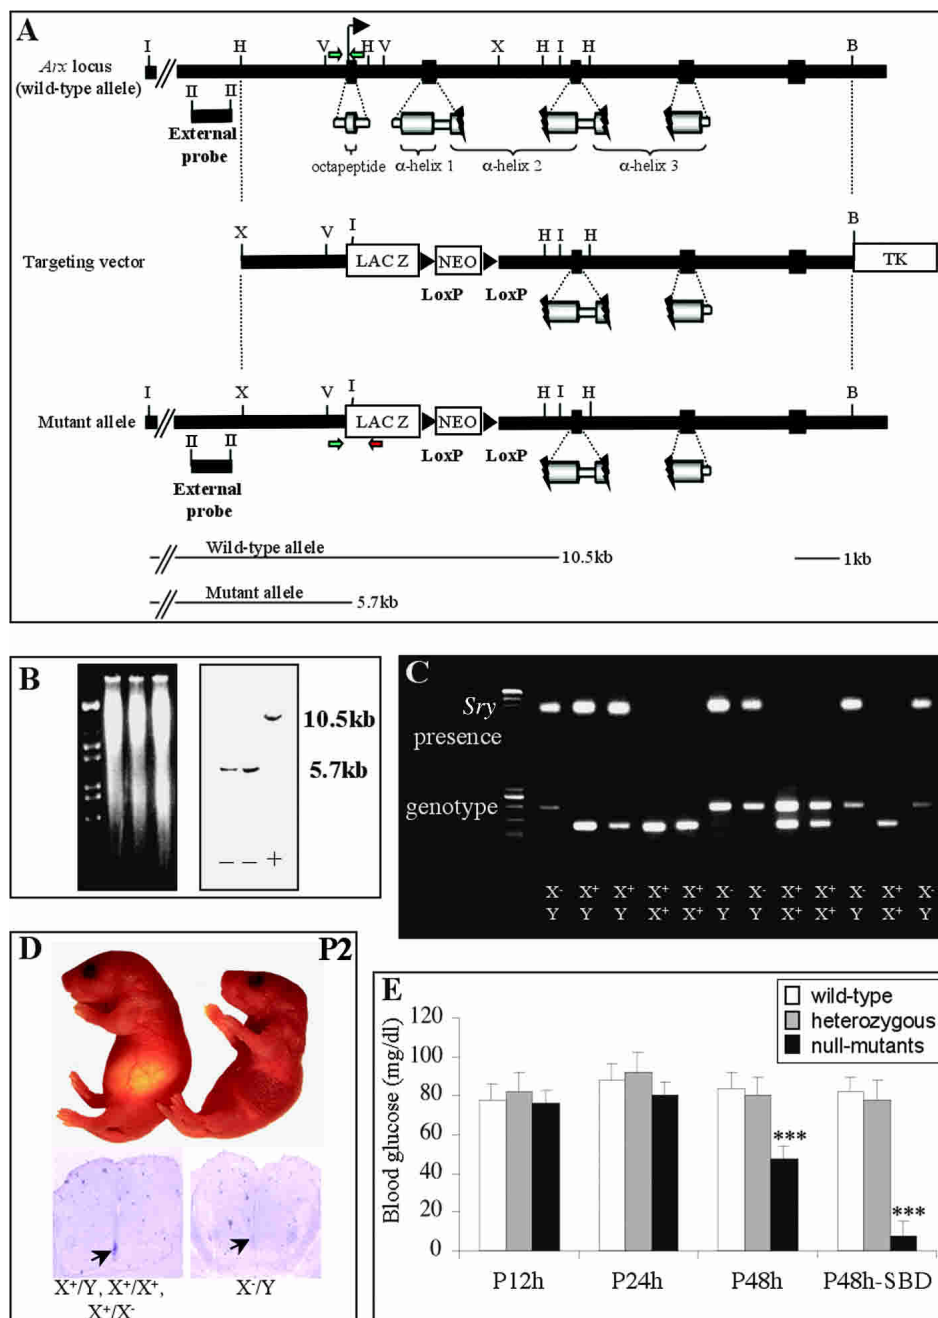 A
I H V H V X H I H B
Arx locus
(wild-type allele)
II II
External
probe
octapeptide α-helix 1 α-helix 2 α-helix 3
X V I H I H B
Targeting vector
LAC Z NEO TK
LoxP LoxP
I X V I H I H B
Mutant allele
LAC Z NEO
II II
LoxP LoxP
External
probe
Wild-type allele 10.5kb 1kb
Mutant allele 5.7kb
B
10.5kb
5.7kb
– – +
C
Sry
presence
genotype
X- X+ X+ X+ X+ X- X- X+ X+ X- X+ X-
Y Y Y X+ X+ Y Y X+ X+ Y X+ Y
D P2
X+/Y, X+/X+,
X+/X-
X-/Y
E
wild-type
heterozygous
null-mutants
Blood glucose (mg/dl)
120
100
80
60
40
20
0
*** ***
P12h P24h P48h P48h-SBD